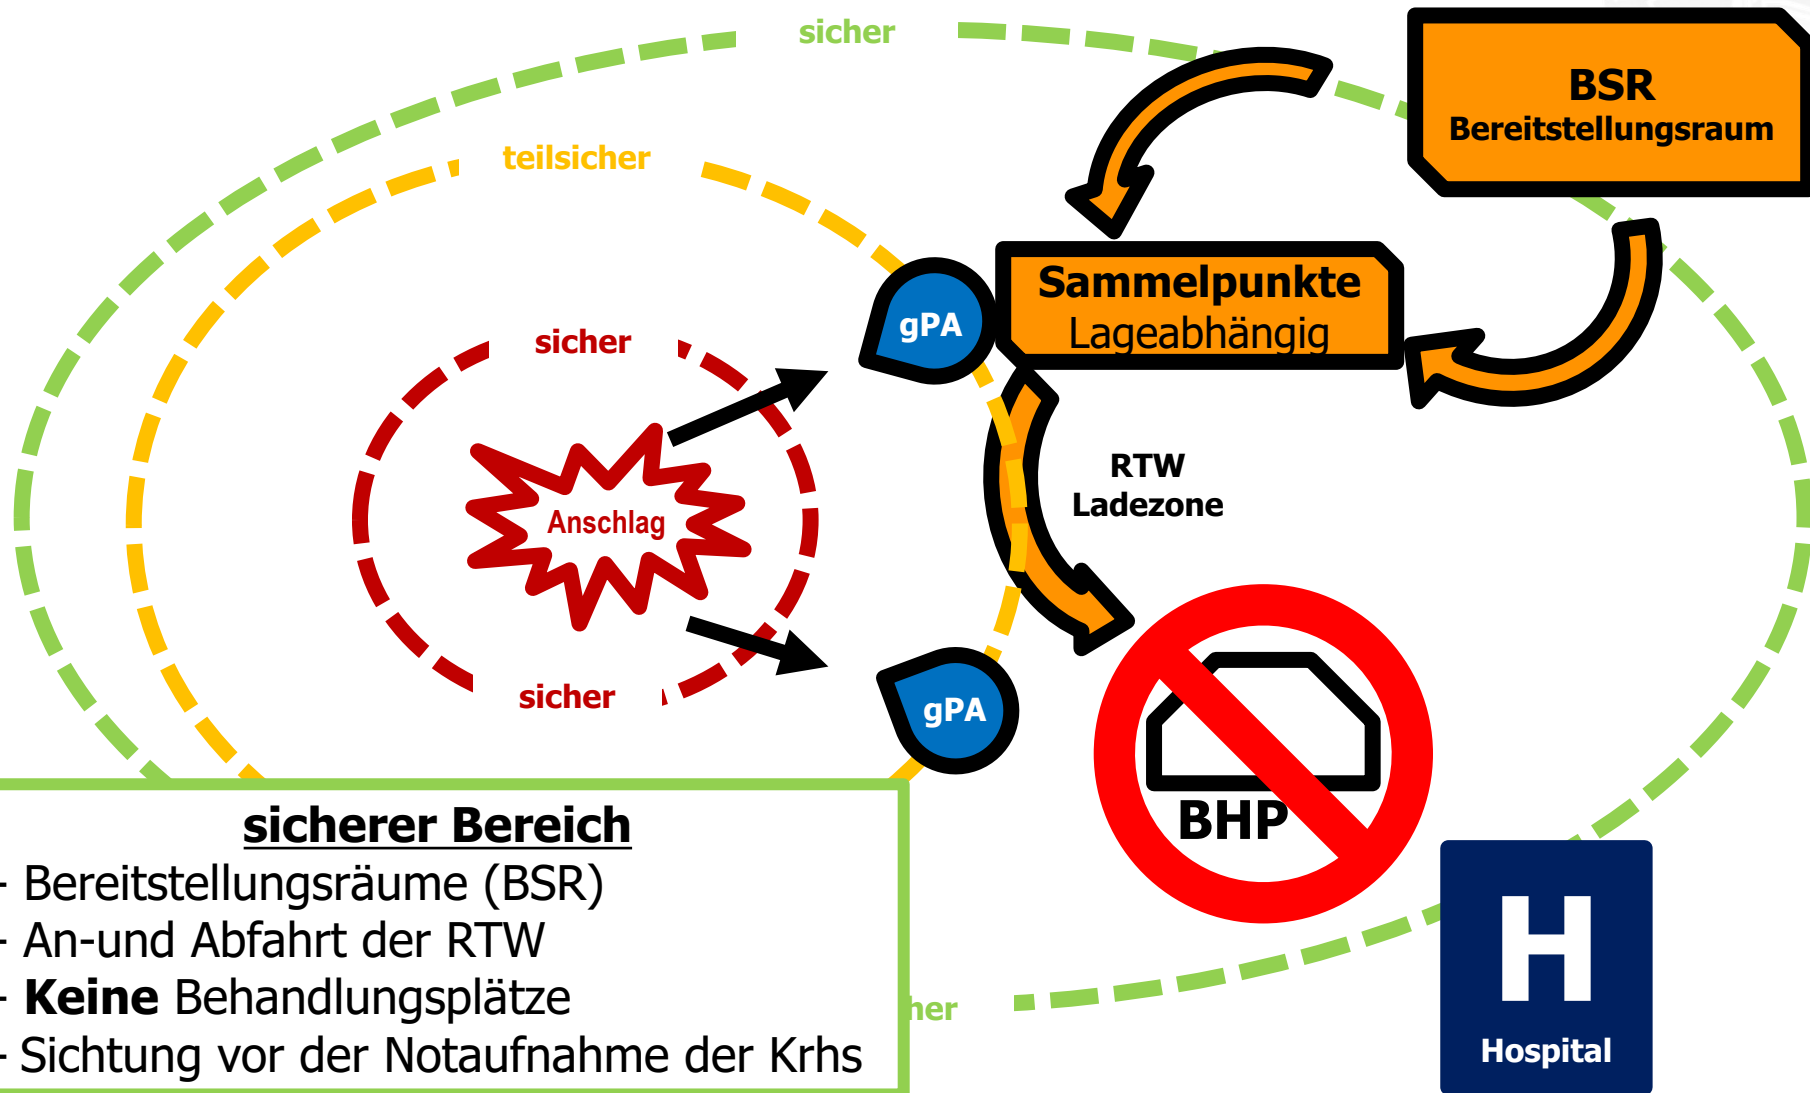 sicher
BSR
Bereitstellungsraum
teilsicher
Sammelpunkte
Lageabhängig
gPA
sicher
RTW
Ladezone
Anschlag
sicher
gPA
BHP
sicherer Bereich
- Bereitstellungsräume (BSR)
- An-und Abfahrt der RTW
- Keine Behandlungsplätze
- Sichtung vor der Notaufnahme der Krhs
her
H
Hospital